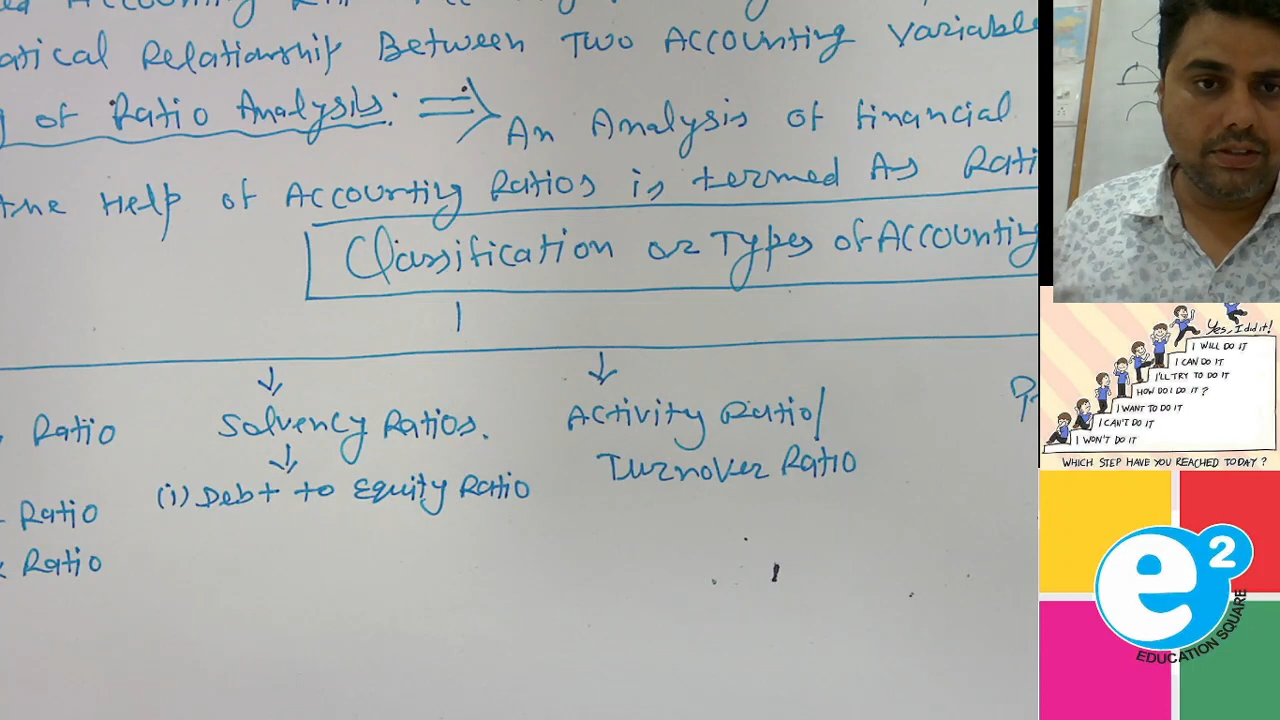 Accounting
atical Relationship Between Two Accounting Variable
of Ratio Analysis: ⇒ An Analysis of financial
the Help of Accounting Ratios is termed As Rati
Classification or Types of Accounting
Ratio
Solvency Ratios.
Activity Ratio/
Turnover Ratio
(i) Debt to Equity Ratio
Ratio
Ratio
Yes, I did it!
I WILL DO IT
I CAN DO IT
I'LL TRY TO DO IT
HOW DO I DO IT ?
I WANT TO DO IT
I CAN'T DO IT
I WON'T DO IT
WHICH STEP HAVE YOU REACHED TODAY ?
e2
EDUCATION SQUARE